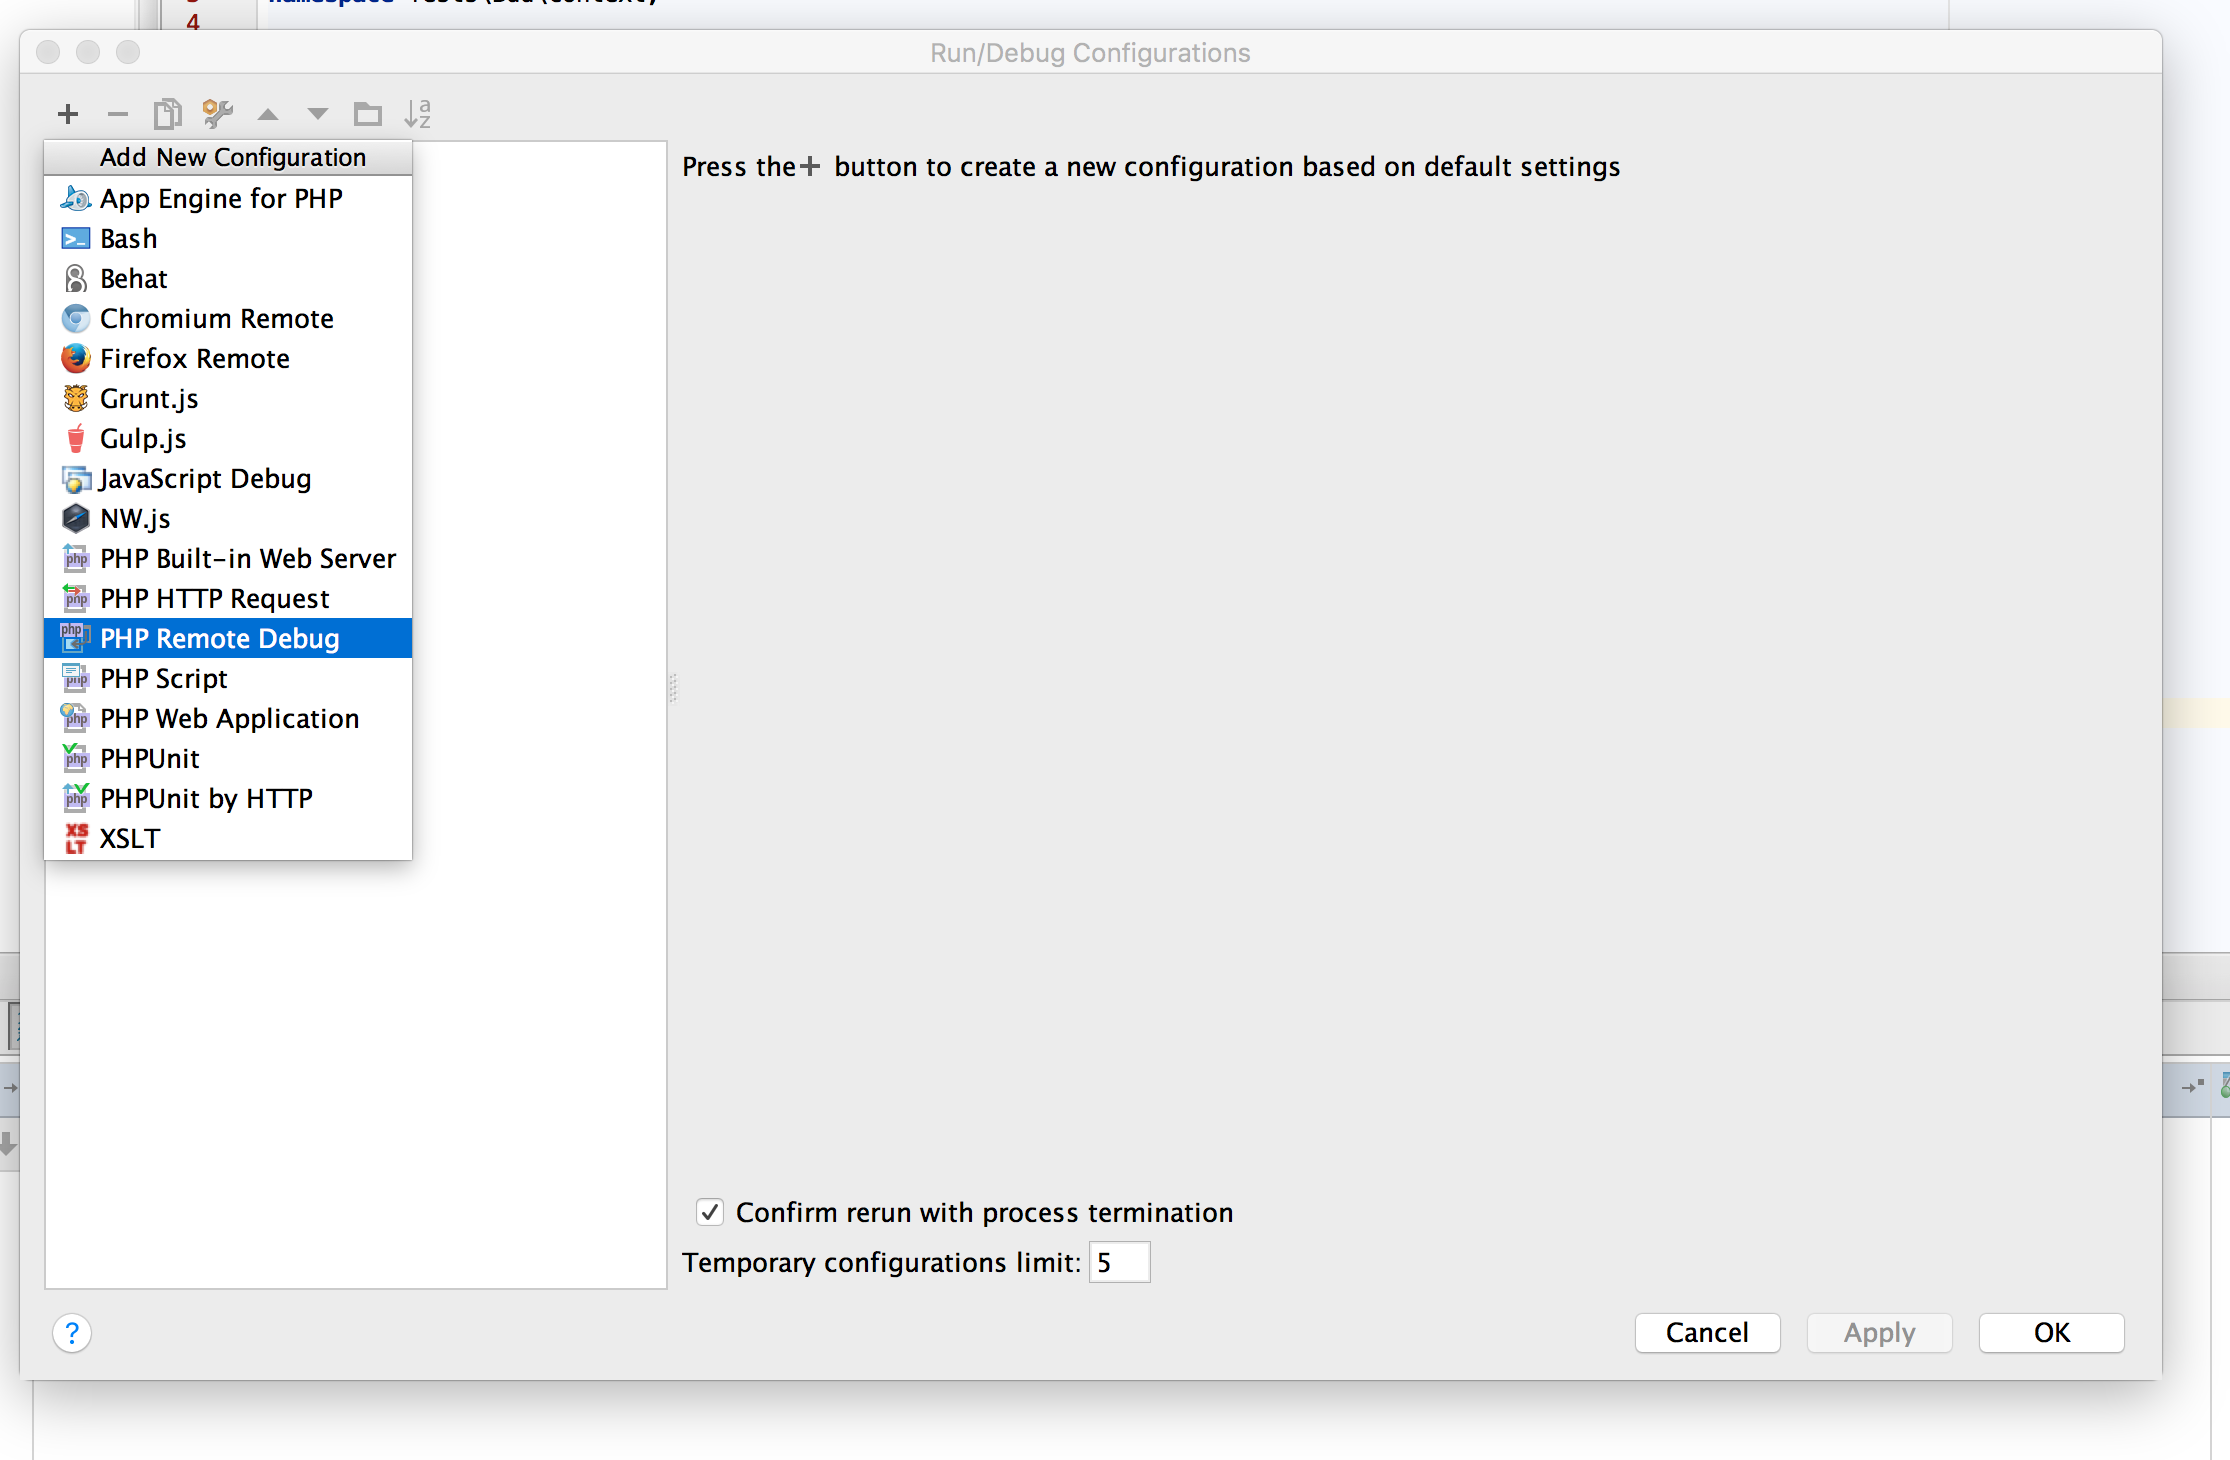 4
Run/Debug Configurations
Add New Configuration
Press the + button to create a new configuration based on default settings
App Engine for PHP
Bash
Behat
Chromium Remote
Firefox Remote
Grunt.js
Gulp.js
JavaScript Debug
NW.js
PHP Built-in Web Server
PHP HTTP Request
PHP Remote Debug
PHP Script
PHP Web Application
PHPUnit
PHPUnit by HTTP
XSLT
Confirm rerun with process termination
Temporary configurations limit: 5
?
Cancel
Apply
OK